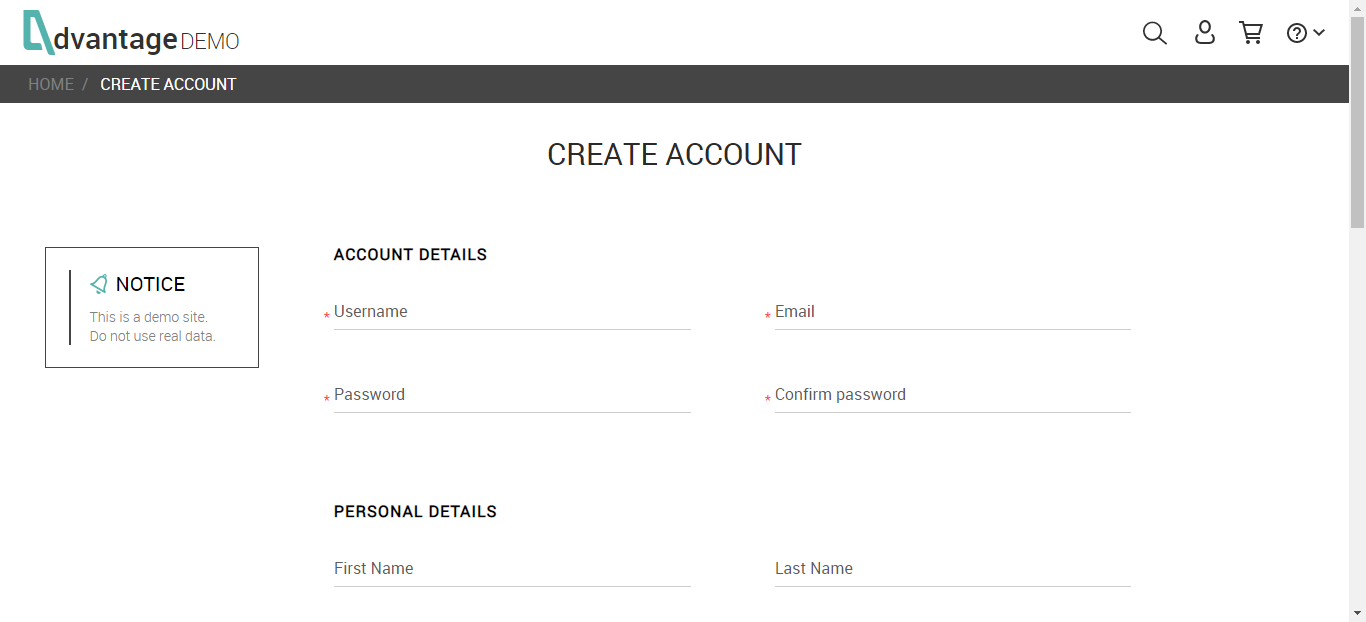 dvantage DEMO
HOME / CREATE ACCOUNT
CREATE ACCOUNT
NOTICE
This is a demo site.
Do not use real data.
ACCOUNT DETAILS
* Username
* Email
* Password
* Confirm password
PERSONAL DETAILS
First Name
Last Name